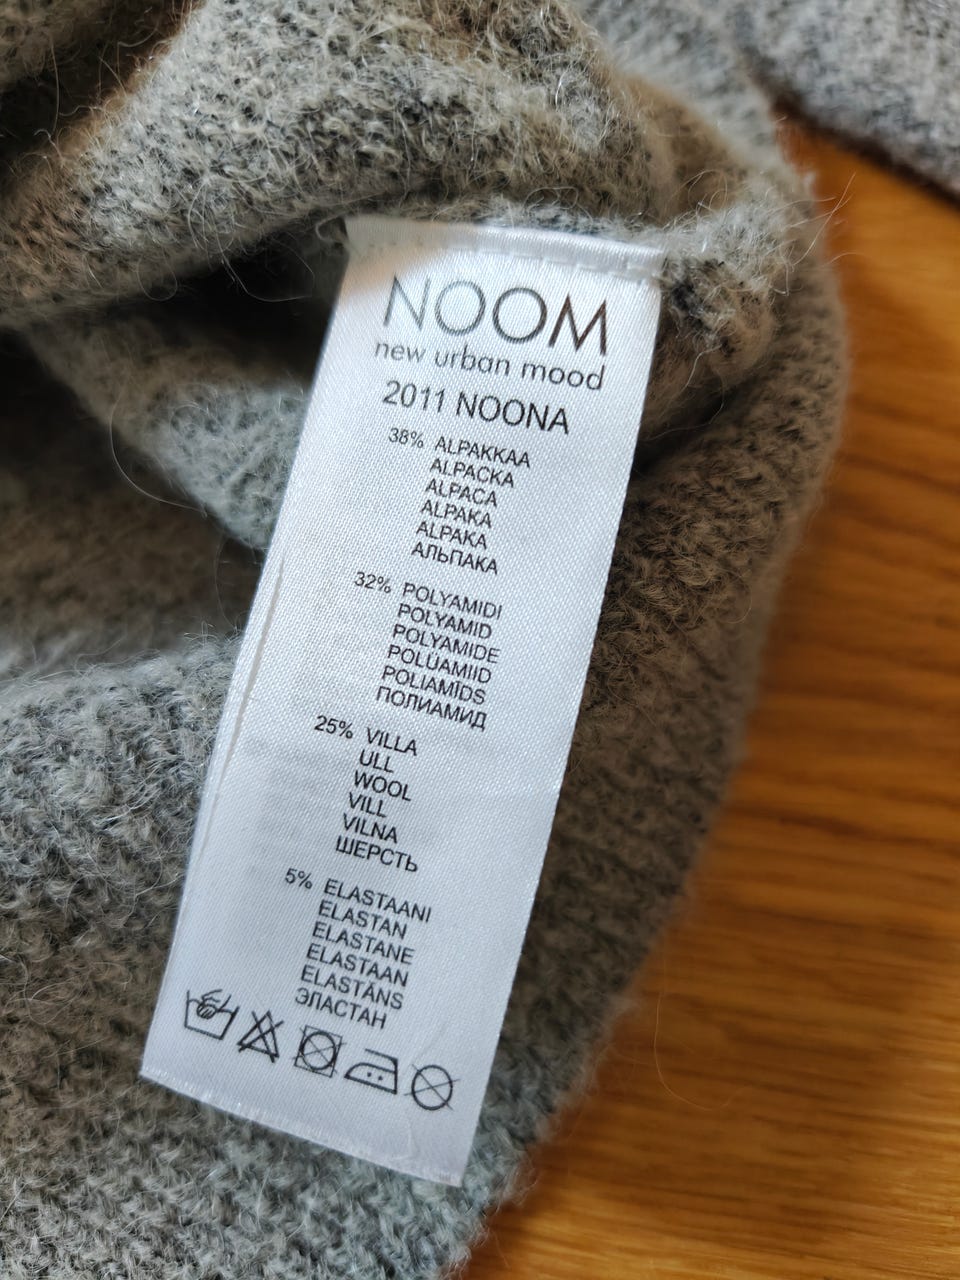 NOOM
new urban mood
2011 NOONA
38% ALPAKKAA
ALPACKA
ALPACA
ALPAKA
ALPAKA
АЛЬПАКА
32% POLYAMIDI
POLYAMID
POLYAMIDE
POLÜAMIID
POLIAMĪDS
ПОЛИАМИД
25% VILLA
ULL
WOOL
VILL
VILNA
ШЕРСТЬ
5% ELASTAANI
ELASTAN
ELASTANE
ELASTAAN
ELASTĀNS
ЭЛАСТАН